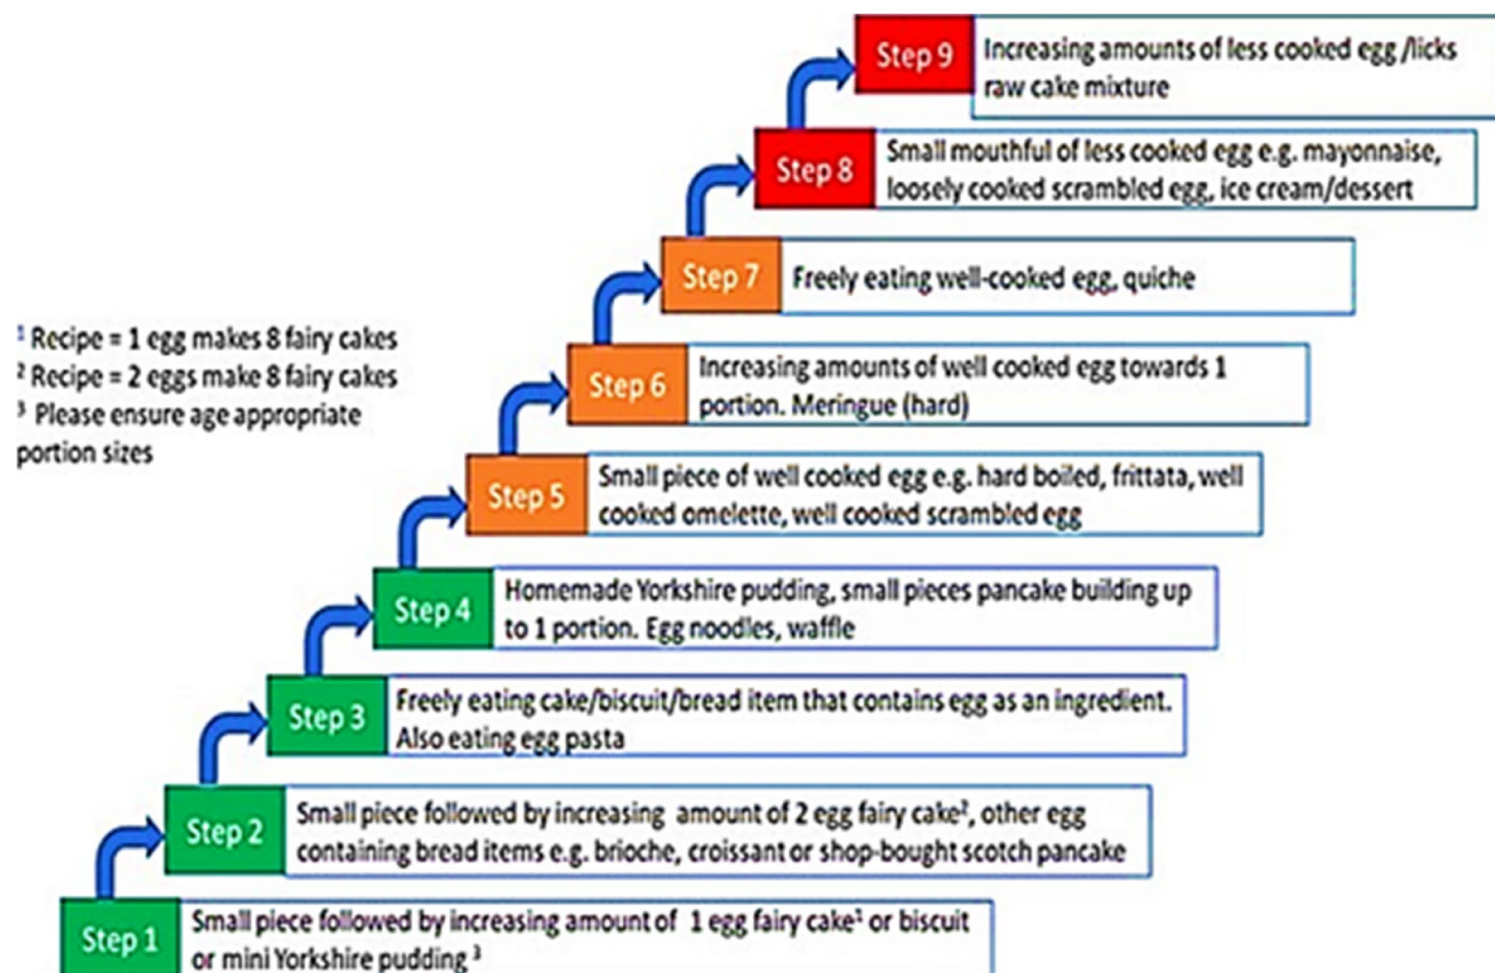 Step 9
Increasing amounts of less cooked egg /licks
raw cake mixture
Step 8
Small mouthful of less cooked egg e.g. mayonnaise,
loosely cooked scrambled egg, ice cream/dessert
Step 7
Freely eating well-cooked egg, quiche
¹ Recipe = 1 egg makes 8 fairy cakes
² Recipe = 2 eggs make 8 fairy cakes
³ Please ensure age appropriate
portion sizes
Step 6
Increasing amounts of well cooked egg towards 1
portion. Meringue (hard)
Step 5
Small piece of well cooked egg e.g. hard boiled, frittata, well
cooked omelette, well cooked scrambled egg
Step 4
Homemade Yorkshire pudding, small pieces pancake building up
to 1 portion. Egg noodles, waffle
Step 3
Freely eating cake/biscuit/bread item that contains egg as an ingredient.
Also eating egg pasta
Step 2
Small piece followed by increasing amount of 2 egg fairy cake², other egg
containing bread items e.g. brioche, croissant or shop-bought scotch pancake
Step 1
Small piece followed by increasing amount of 1 egg fairy cake¹ or biscuit
or mini Yorkshire pudding ³